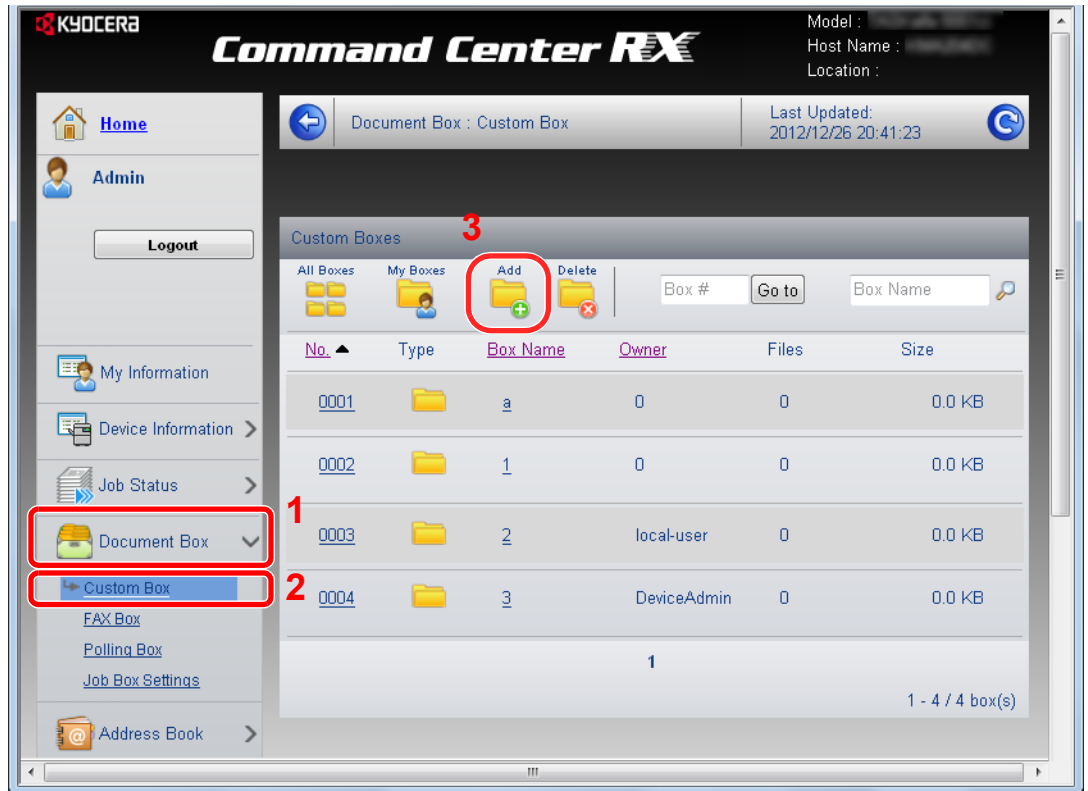 KYOCERA
Command Center RX
Model :
Host Name :
Location :
Home
Admin
Logout
My Information
Device Information
Job Status
1
Document Box
2
Custom Box
FAX Box
Polling Box
Job Box Settings
Address Book
Document Box : Custom Box
Last Updated:
2012/12/26 20:41:23
Custom Boxes
3
All Boxes My Boxes Add Delete
Box # Go to Box Name
No. Type Box Name Owner Files Size
0001 a 0 0 0.0 KB
0002 1 0 0 0.0 KB
0003 2 local-user 0 0.0 KB
0004 3 DeviceAdmin 0 0.0 KB
1
1 - 4 / 4 box(s)